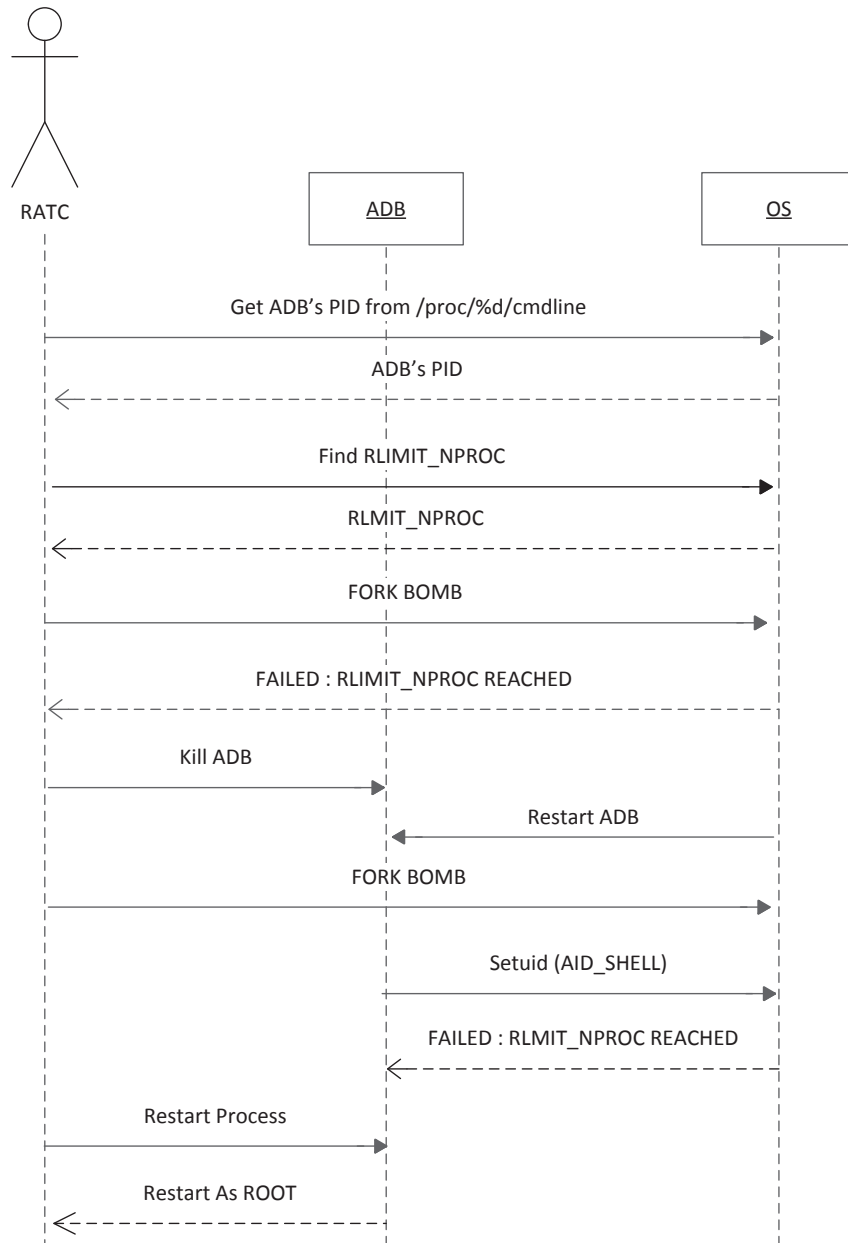 RATC
ADB
OS
Get ADB’s PID from /proc/%d/cmdline
ADB’s PID
Find RLIMIT_NPROC
RLMIT_NPROC
FORK BOMB
FAILED : RLIMIT_NPROC REACHED
Kill ADB
Restart ADB
FORK BOMB
Setuid (AID_SHELL)
FAILED : RLMIT_NPROC REACHED
Restart Process
Restart As ROOT